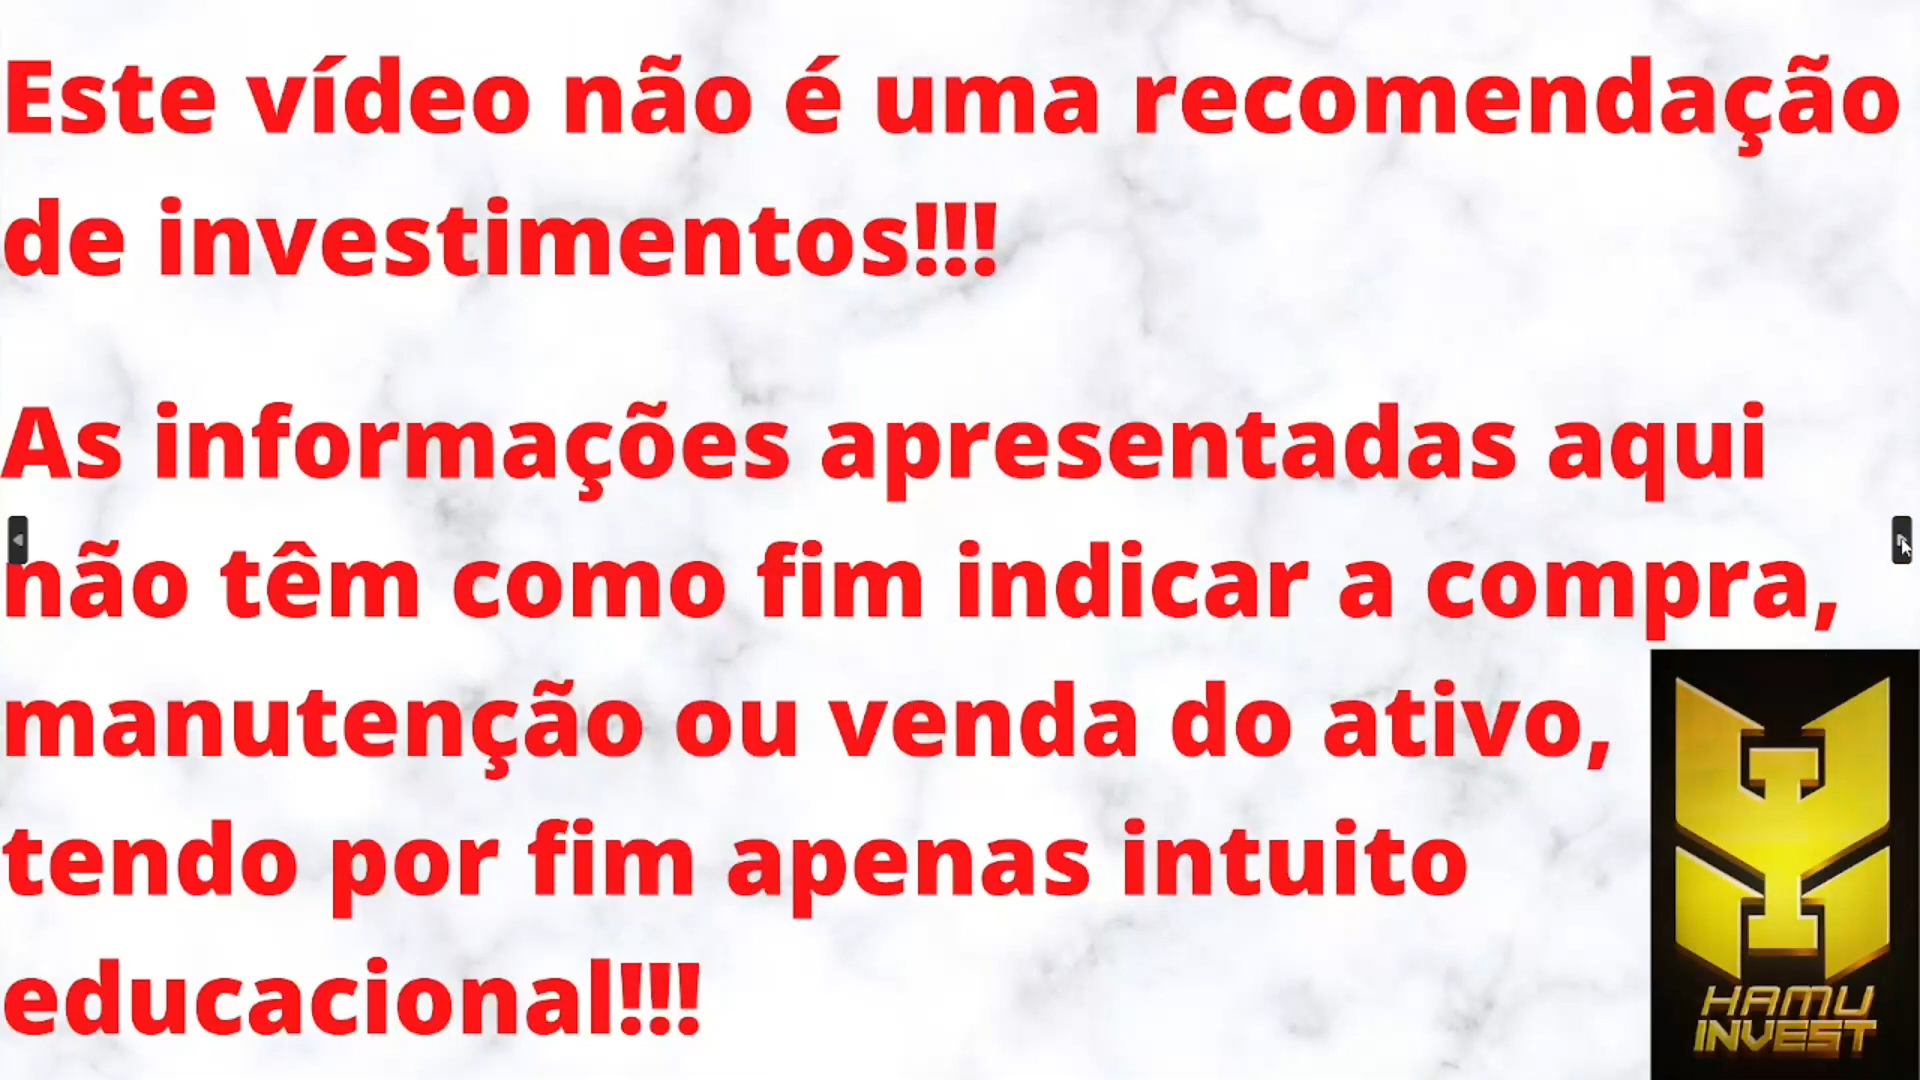 Este vídeo não é uma recomendação
de investimentos!!!
As informações apresentadas aqui
não têm como fim indicar a compra,
manutenção ou venda do ativo,
tendo por fim apenas intuito
educacional!!!
HAMU
INVEST